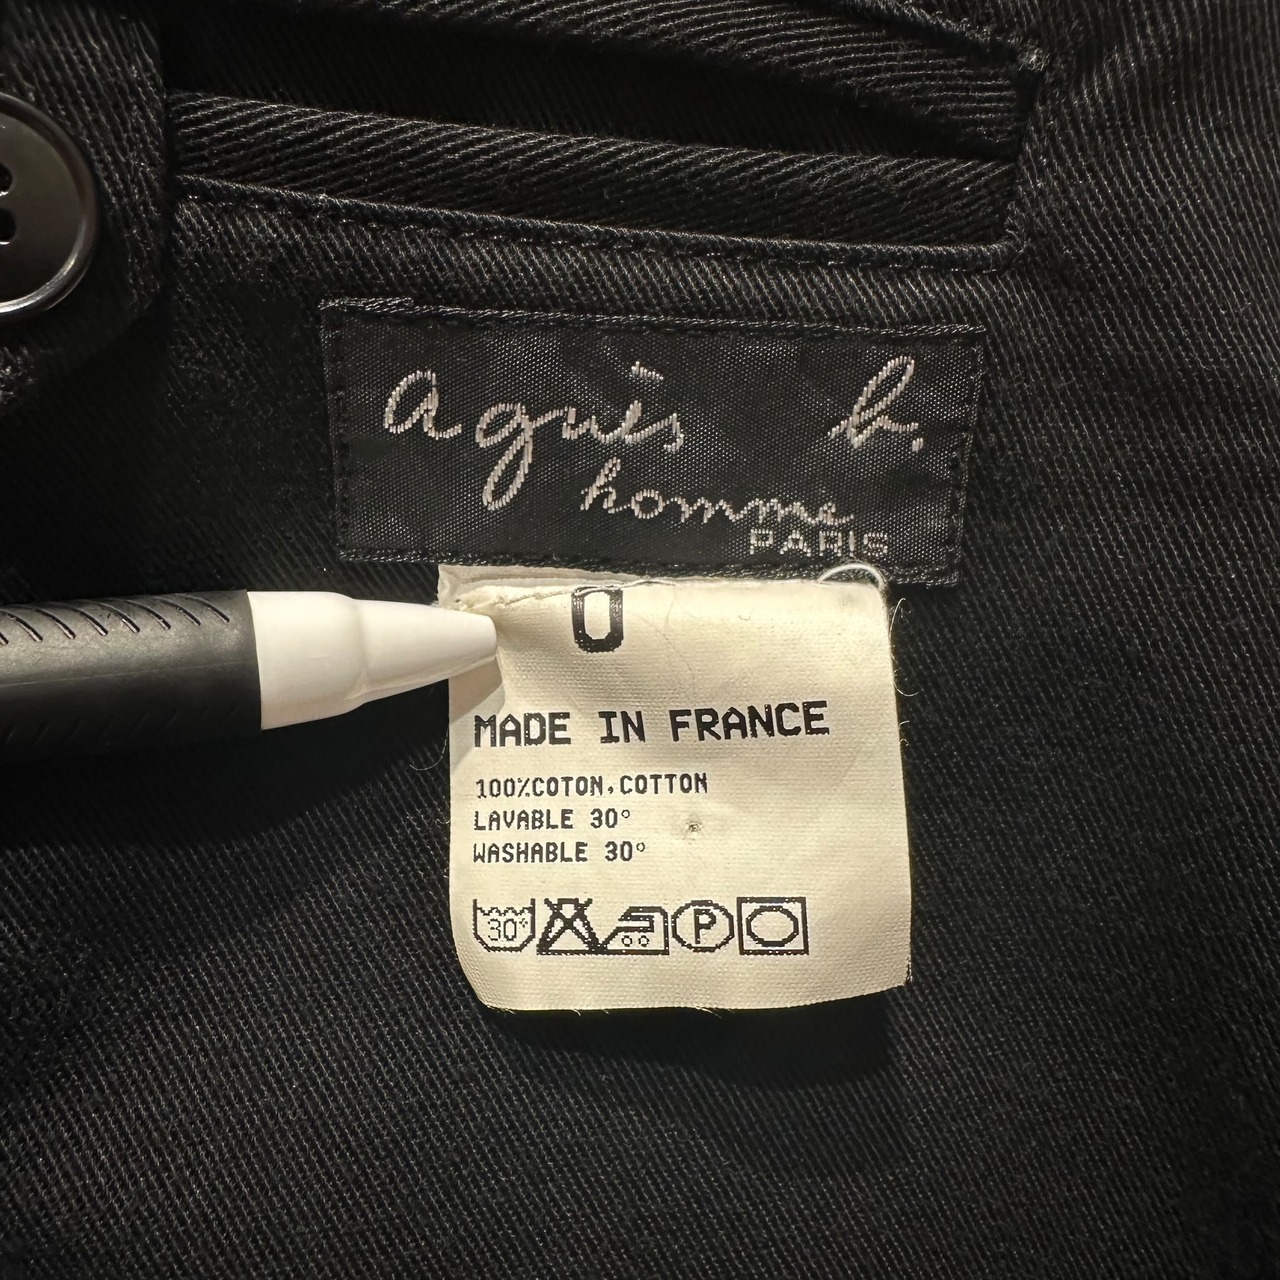 agnès b.
homme
PARIS
0
MADE IN FRANCE
100%COTON,COTTON
LAVABLE 30°
WASHABLE 30°
30° P